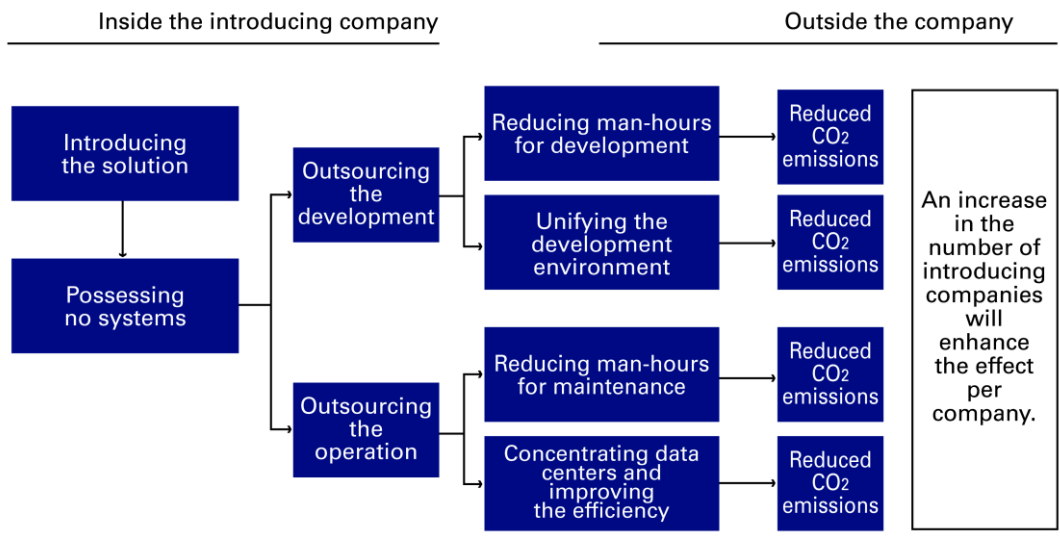 Inside the introducing company
Outside the company
Introducing
the solution
Possessing
no systems
Outsourcing
the
development
Outsourcing
the
operation
Reducing man-hours
for development
Unifying the
development
environment
Reducing man-hours
for maintenance
Concentrating data
centers and
improving
the efficiency
Reduced
CO2
emissions
Reduced
CO2
emissions
Reduced
CO2
emissions
Reduced
CO2
emissions
An increase
in the
number of
introducing
companies
will
enhance
the effect
per
company.